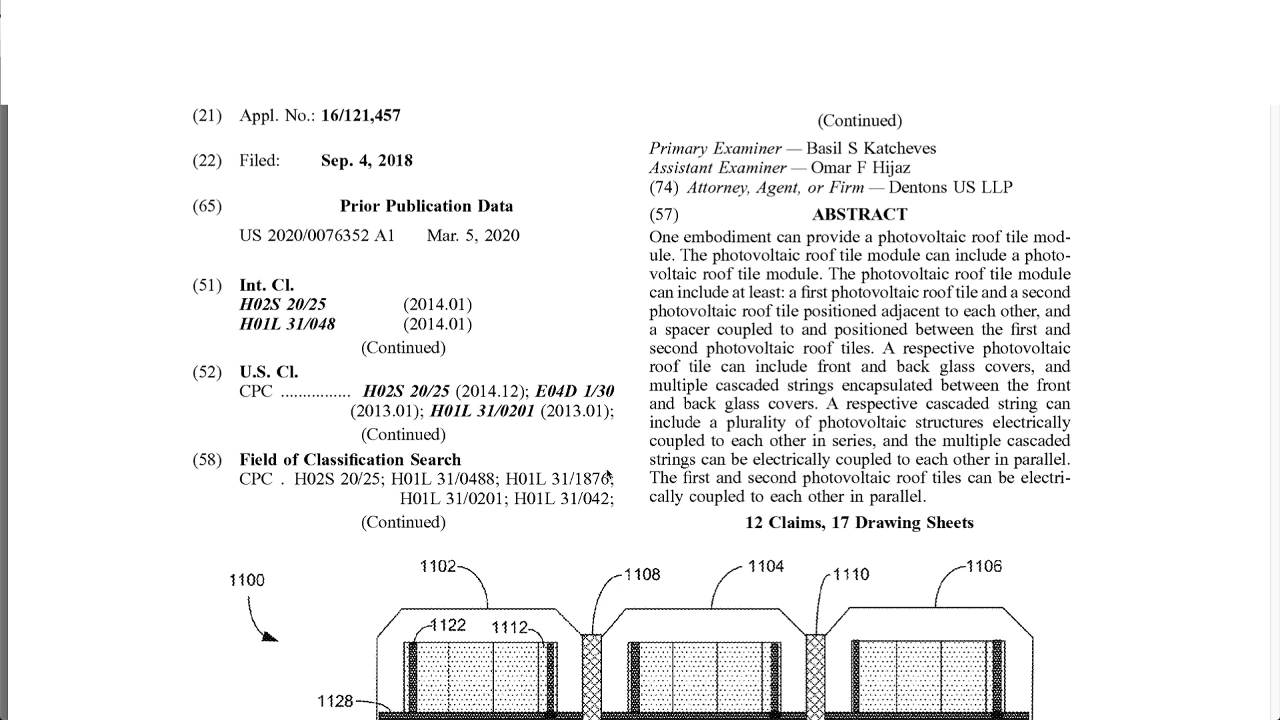 (21) Appl. No.: 16/121,457
(22) Filed: Sep. 4, 2018
(65) Prior Publication Data
US 2020/0076352 A1 Mar. 5, 2020
(51) Int. Cl.
H02S 20/25 (2014.01)
H01L 31/048 (2014.01)
(Continued)
(52) U.S. Cl.
CPC ................ H02S 20/25 (2014.12); E04D 1/30
(2013.01); H01L 31/0201 (2013.01);
(Continued)
(58) Field of Classification Search
CPC . H02S 20/25; H01L 31/0488; H01L 31/1876;
H01L 31/0201; H01L 31/042;
(Continued)
(Continued)
Primary Examiner — Basil S Katcheves
Assistant Examiner — Omar F Hijaz
(74) Attorney, Agent, or Firm — Dentons US LLP
(57) ABSTRACT
One embodiment can provide a photovoltaic roof tile mod-
ule. The photovoltaic roof tile module can include a photo-
voltaic roof tile module. The photovoltaic roof tile module
can include at least: a first photovoltaic roof tile and a second
photovoltaic roof tile positioned adjacent to each other, and
a spacer coupled to and positioned between the first and
second photovoltaic roof tiles. A respective photovoltaic
roof tile can include front and back glass covers, and
multiple cascaded strings encapsulated between the front
and back glass covers. A respective cascaded string can
include a plurality of photovoltaic structures electrically
coupled to each other in series, and the multiple cascaded
strings can be electrically coupled to each other in parallel.
The first and second photovoltaic roof tiles can be electri-
cally coupled to each other in parallel.
12 Claims, 17 Drawing Sheets
1100
1102
1108
1104
1110
1106
1122
1112
1128